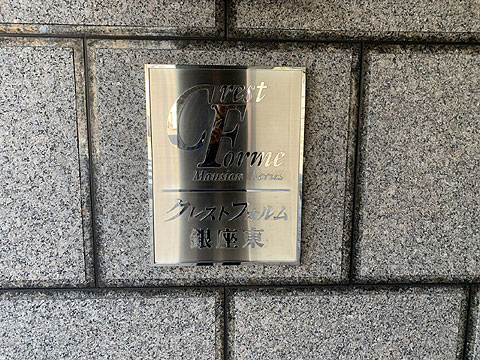 Crest
Forme
Mansion Series
クレストフォルム
銀座東